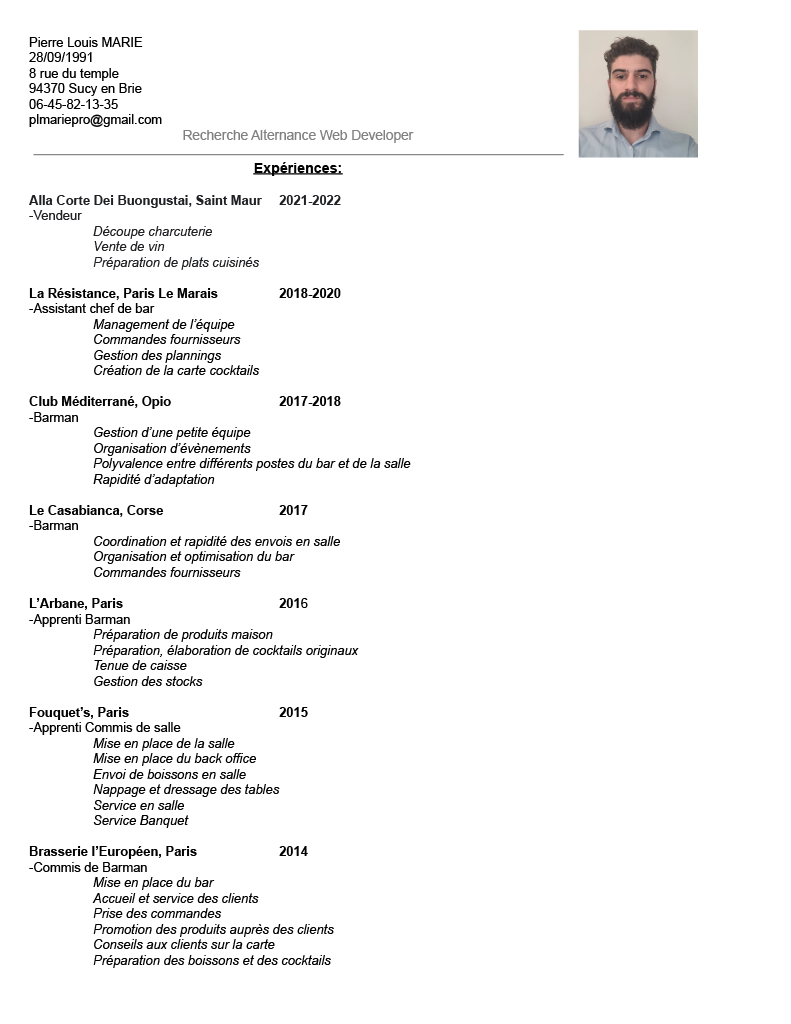 Pierre Louis MARIE
28/09/1991
8 rue du temple
94370 Sucy en Brie
06-45-82-13-35
plmariepro@gmail.com
Recherche Alternance Web Developer
Expériences:
Alla Corte Dei Buongustai, Saint Maur 2021-2022
-Vendeur
Découpe charcuterie
Vente de vin
Préparation de plats cuisinés
La Résistance, Paris Le Marais 2018-2020
-Assistant chef de bar
Management de l’équipe
Commandes fournisseurs
Gestion des plannings
Création de la carte cocktails
Club Méditerrané, Opio 2017-2018
-Barman
Gestion d’une petite équipe
Organisation d’évènements
Polyvalence entre différents postes du bar et de la salle
Rapidité d’adaptation
Le Casabianca, Corse 2017
-Barman
Coordination et rapidité des envois en salle
Organisation et optimisation du bar
Commandes fournisseurs
L’Arbane, Paris 2016
-Apprenti Barman
Préparation de produits maison
Préparation, élaboration de cocktails originaux
Tenue de caisse
Gestion des stocks
Fouquet’s, Paris 2015
-Apprenti Commis de salle
Mise en place de la salle
Mise en place du back office
Envoi de boissons en salle
Nappage et dressage des tables
Service en salle
Service Banquet
Brasserie l’Européen, Paris 2014
-Commis de Barman
Mise en place du bar
Accueil et service des clients
Prise des commandes
Promotion des produits auprès des clients
Conseils aux clients sur la carte
Préparation des boissons et des cocktails